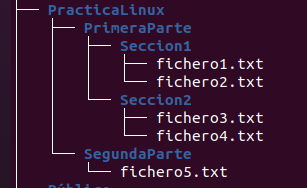 PracticaLinux
PrimeraParte
Seccion1
fichero1.txt
fichero2.txt
Seccion2
fichero3.txt
fichero4.txt
SegundaParte
fichero5.txt